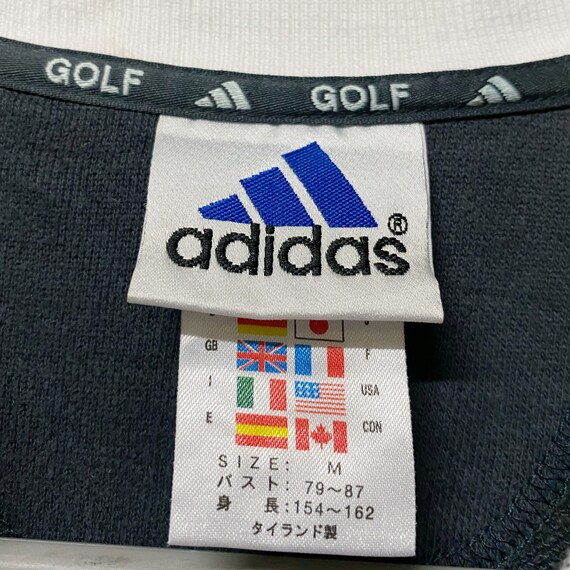 GOLF GOLF
adidas®
GB F
I USA
E CON
SIZE: M
バスト: 79~87
身 長:154~162
タイランド製